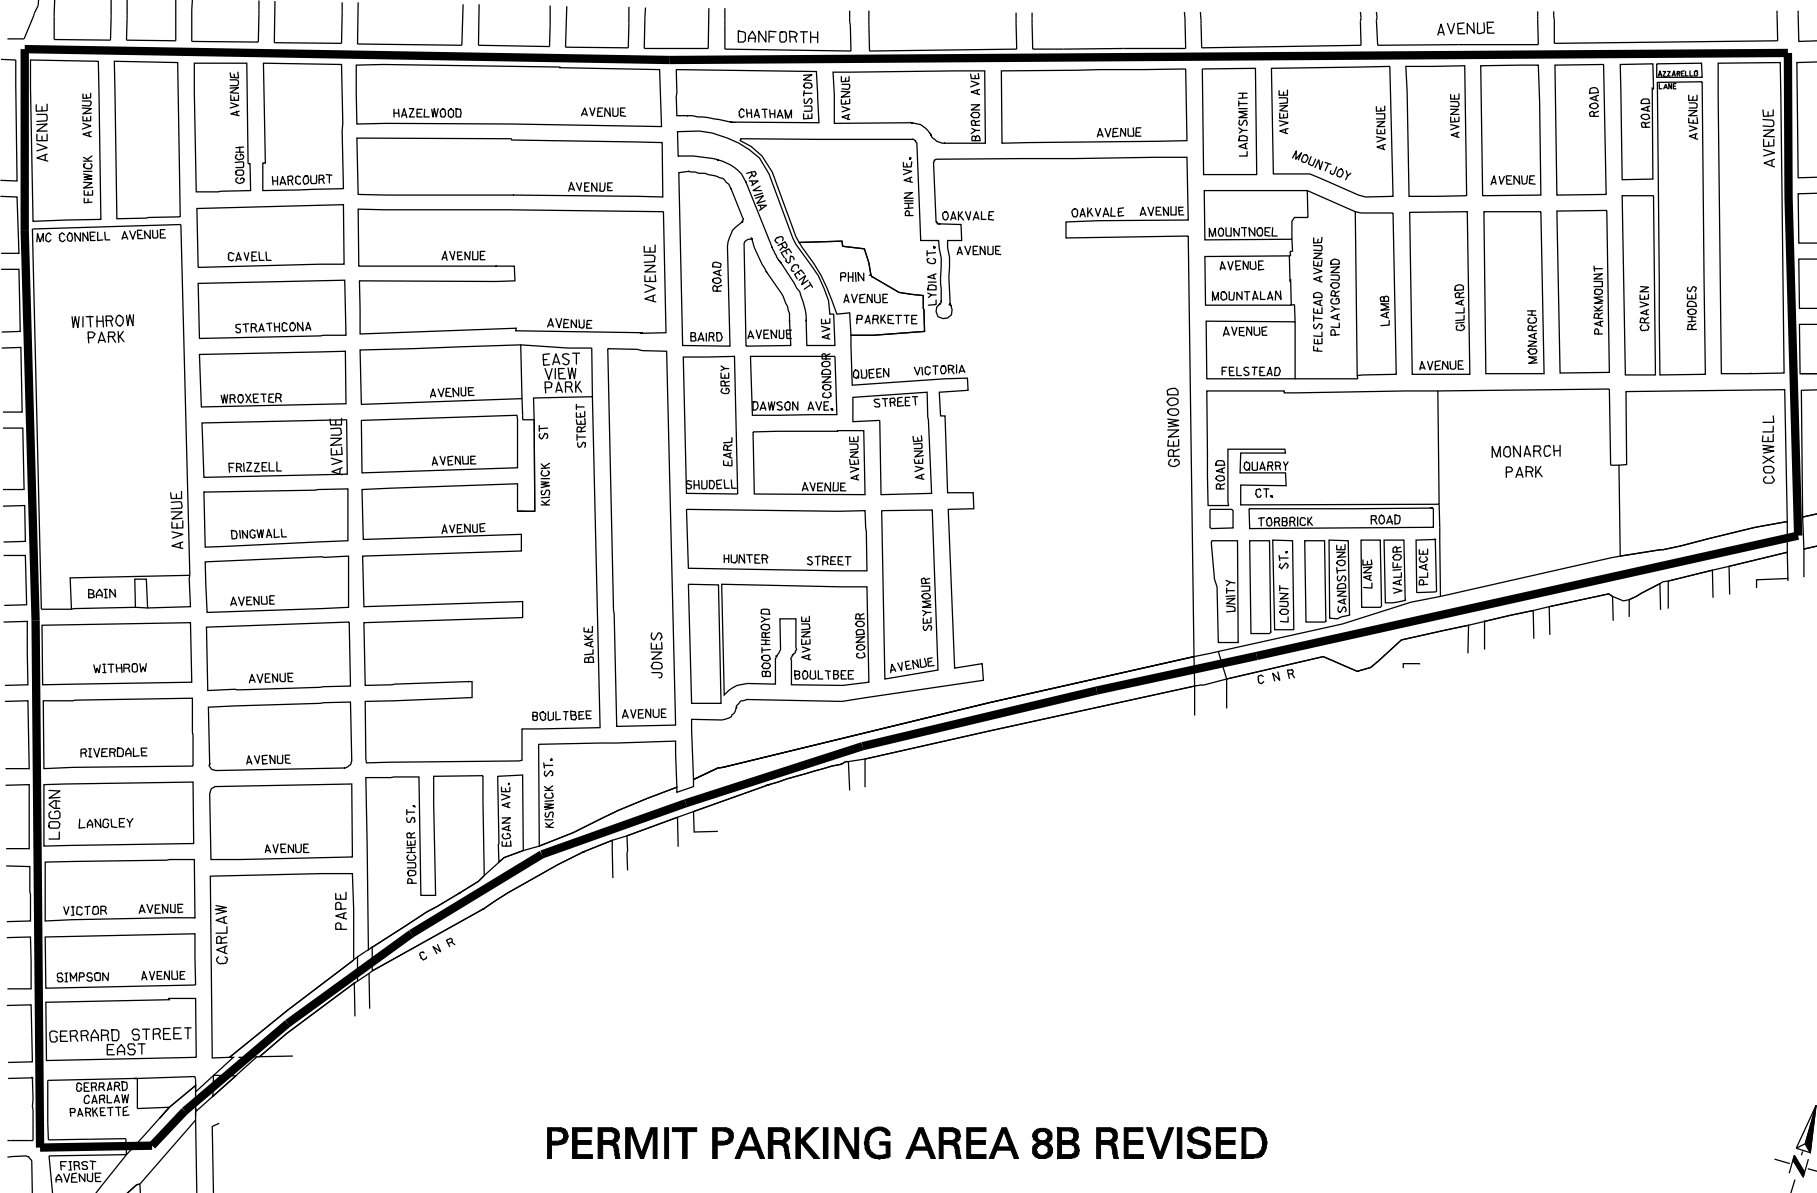 DANFORTH AVENUE
AVENUE
FENWICK AVENUE
GOUGH AVENUE
HARCOURT
HAZELWOOD AVENUE
AVENUE
CHATHAM
EUSTON
AVENUE
BYRON AVE
AVENUE
LADYSMITH
AVENUE
MOUNTJOY
AVENUE
AVENUE
AVENUE
ROAD
ROAD
AZZARELLO
LANE
AVENUE
AVENUE
MC CONNELL AVENUE
CAVELL AVENUE
AVENUE
ROAD
RAVINA
CRESCENT
PHIN AVE.
OAKVALE
AVENUE
LYDIA CT.
OAKVALE AVENUE
MOUNTNOEL
AVENUE
MOUNTALAN
AVENUE
FELSTEAD
AVENUE
FELSTEAD AVENUE
PLAYGROUND
LAMB
GILLARD
MONARCH
PARKMOUNT
CRAVEN
RHODES
WITHROW
PARK
STRATHCONA AVENUE
BAIRD AVENUE
AVE
CONDOR
PHIN
AVENUE
PARKETTE
EAST
VIEW
PARK
WROXETER AVENUE
GREY
EARL
DAWSON AVE.
QUEEN VICTORIA
STREET
FRIZZELL AVENUE
AVENUE
KISWICK ST
STREET
SHUDELL AVENUE
AVENUE
AVENUE
GRENWOOD
ROAD
QUARRY
CT.
TORBRICK ROAD
MONARCH
PARK
COXWELL
AVENUE
DINGWALL AVENUE
HUNTER STREET
BAIN AVENUE
UNITY
LOUNT ST.
SANDSTONE
LANE
VALIFOR
PLACE
BLAKE
JONES
BOOTHROYD
AVENUE
CONDOR
SEYMOUR
BOULTBEE AVENUE
WITHROW AVENUE
BOULTBEE AVENUE
C N R
RIVERDALE AVENUE
LOGAN
LANGLEY AVENUE
POUCHER ST.
EGAN AVE.
KISWICK ST.
VICTOR AVENUE
CARLAW
PAPE
C N R
SIMPSON AVENUE
GERRARD STREET
EAST
GERRARD
CARLAW
PARKETTE
FIRST
AVENUE
PERMIT PARKING AREA 8B REVISED
N